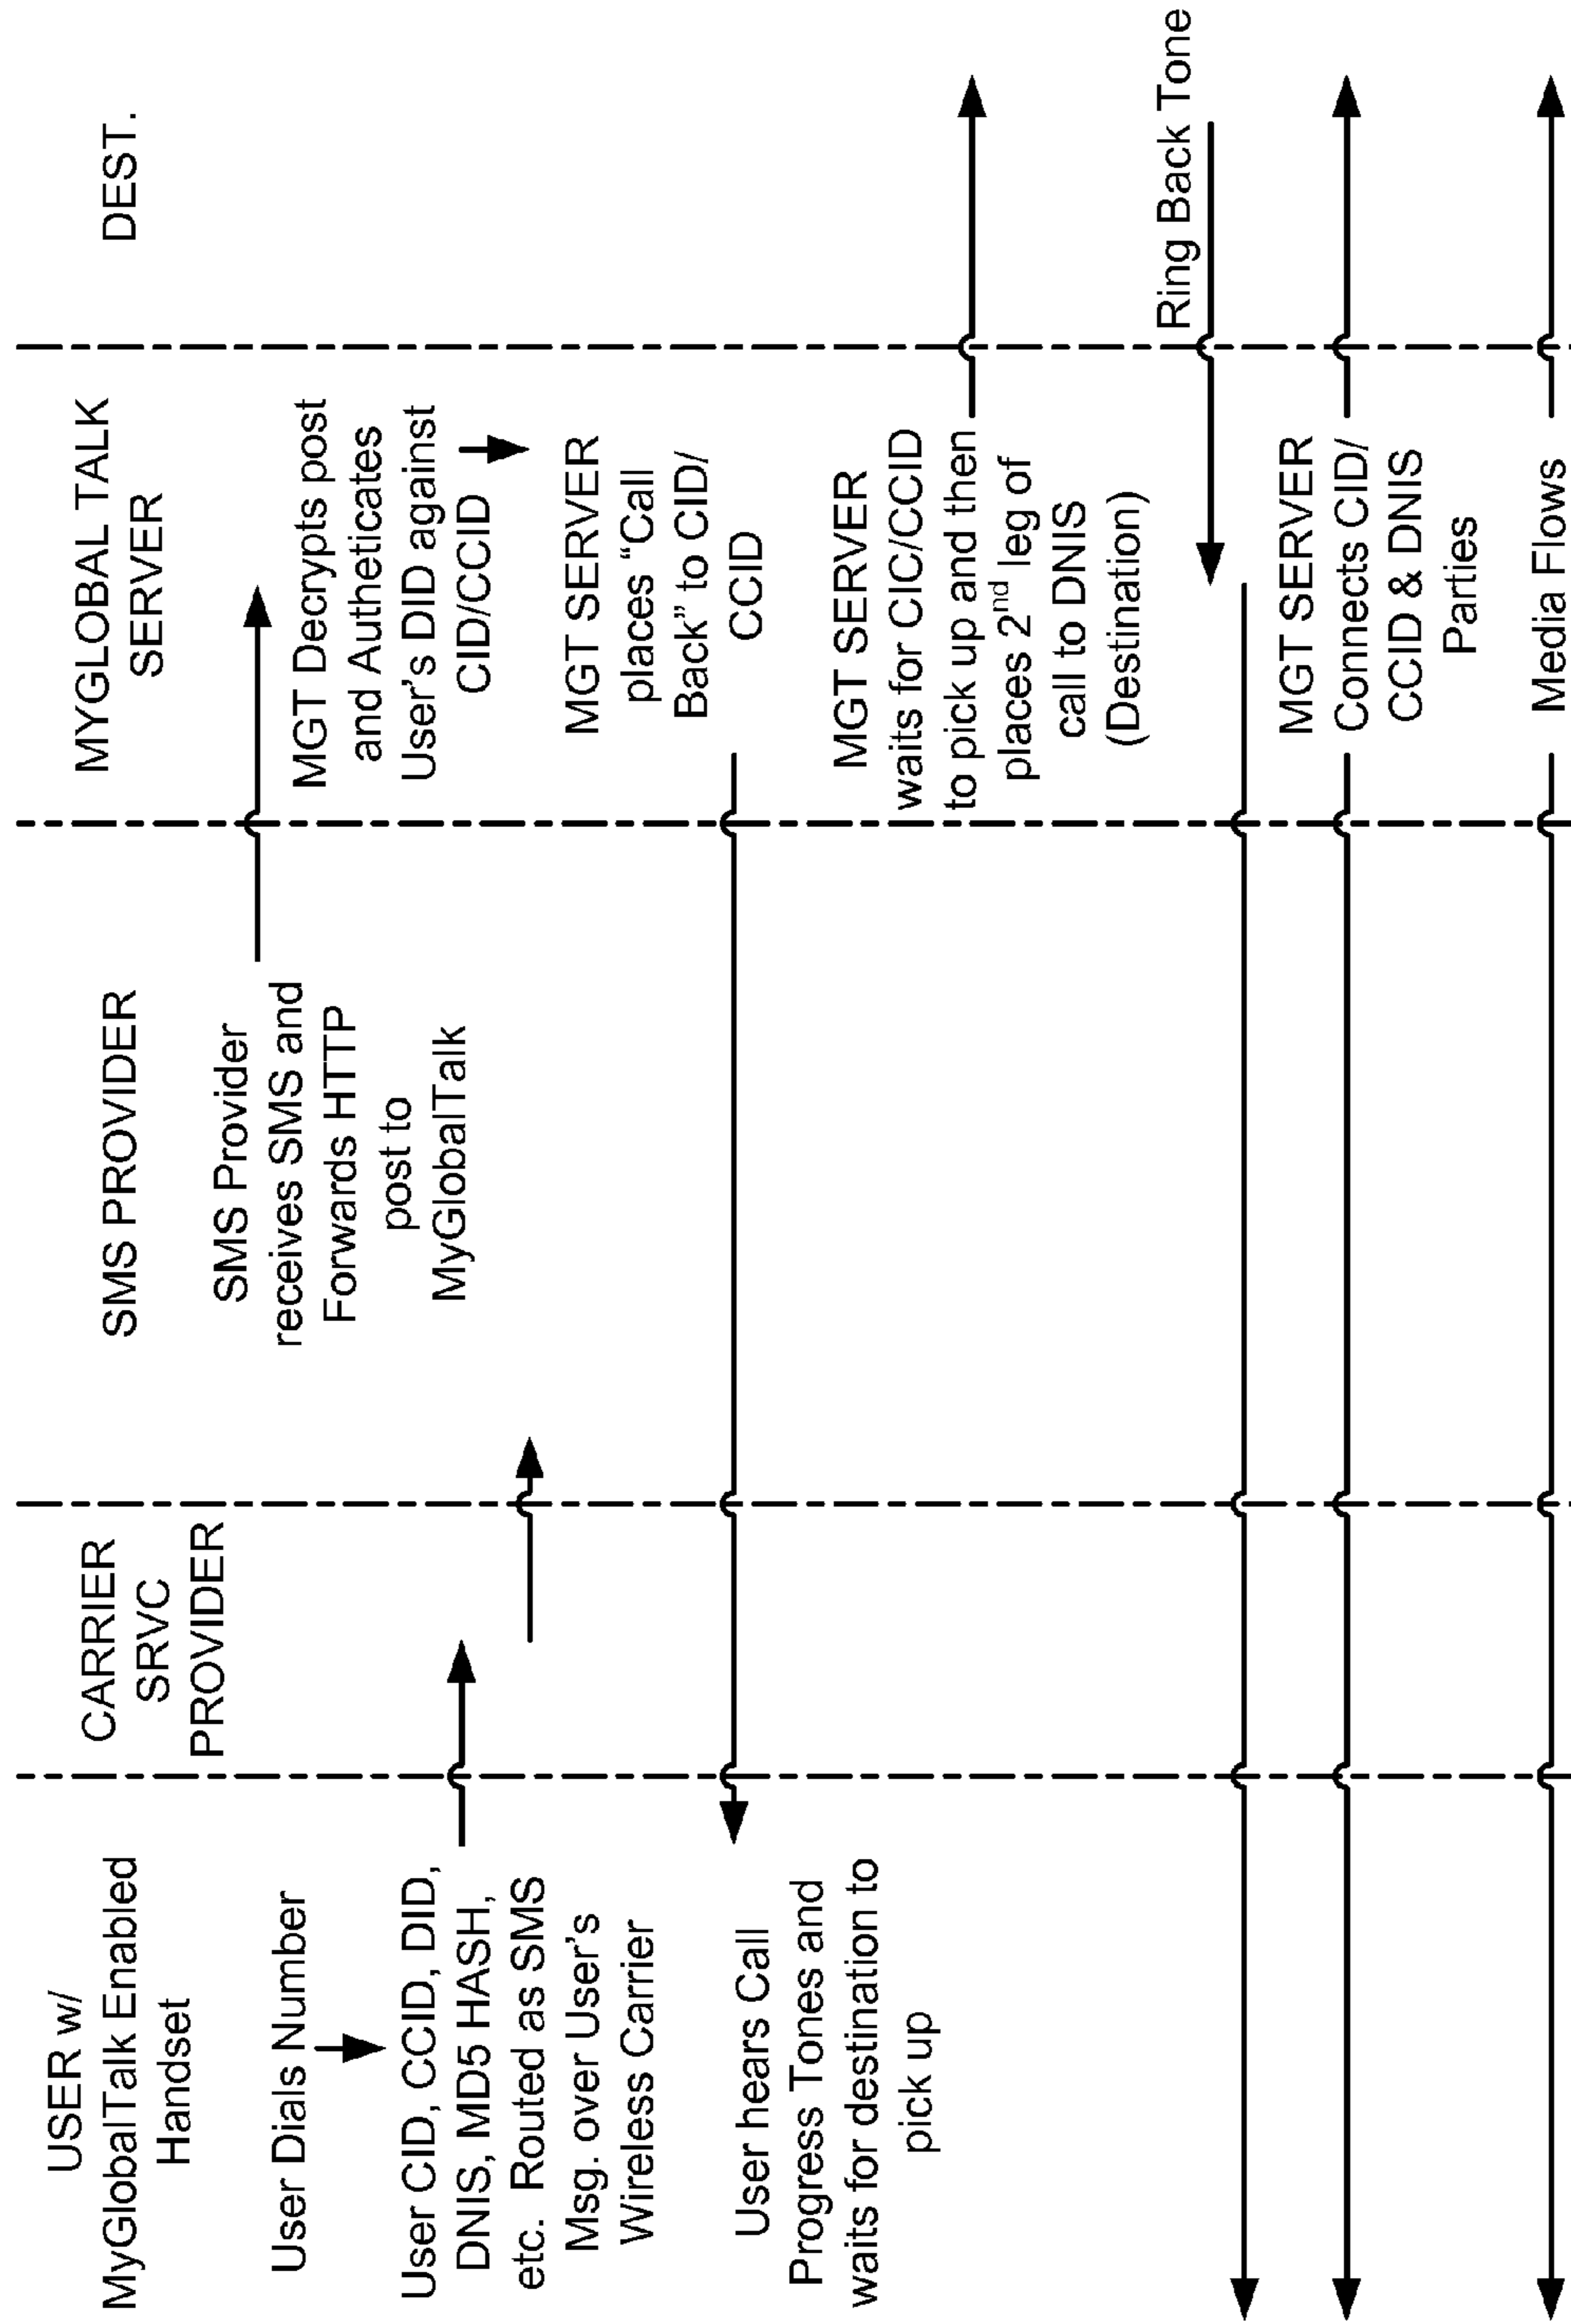 USER w/
MyGlobalTalk Enabled
Handset
CARRIER
SRVC
PROVIDER
SMS PROVIDER
MYGLOBAL TALK
SERVER
DEST.
User Dials Number
User CID, CCID, DID,
DNIS, MD5 HASH,
etc. Routed as SMS
Msg. over User's
Wireless Carrier
SMS Provider
receives SMS and
Forwards HTTP
post to
MyGlobalTalk
MGT Decrypts post
and Autheticates
User's DID against
CID/CCID
MGT SERVER
places “Call
Back” to CID/
CCID
User hears Call
Progress Tones and
waits for destination to
pick up
MGT SERVER
waits for CIC/CCID
to pick up and then
places 2nd leg of
call to DNIS
(Destination)
Ring Back Tone
MGT SERVER
Connects CID/
CCID & DNIS
Parties
Media Flows